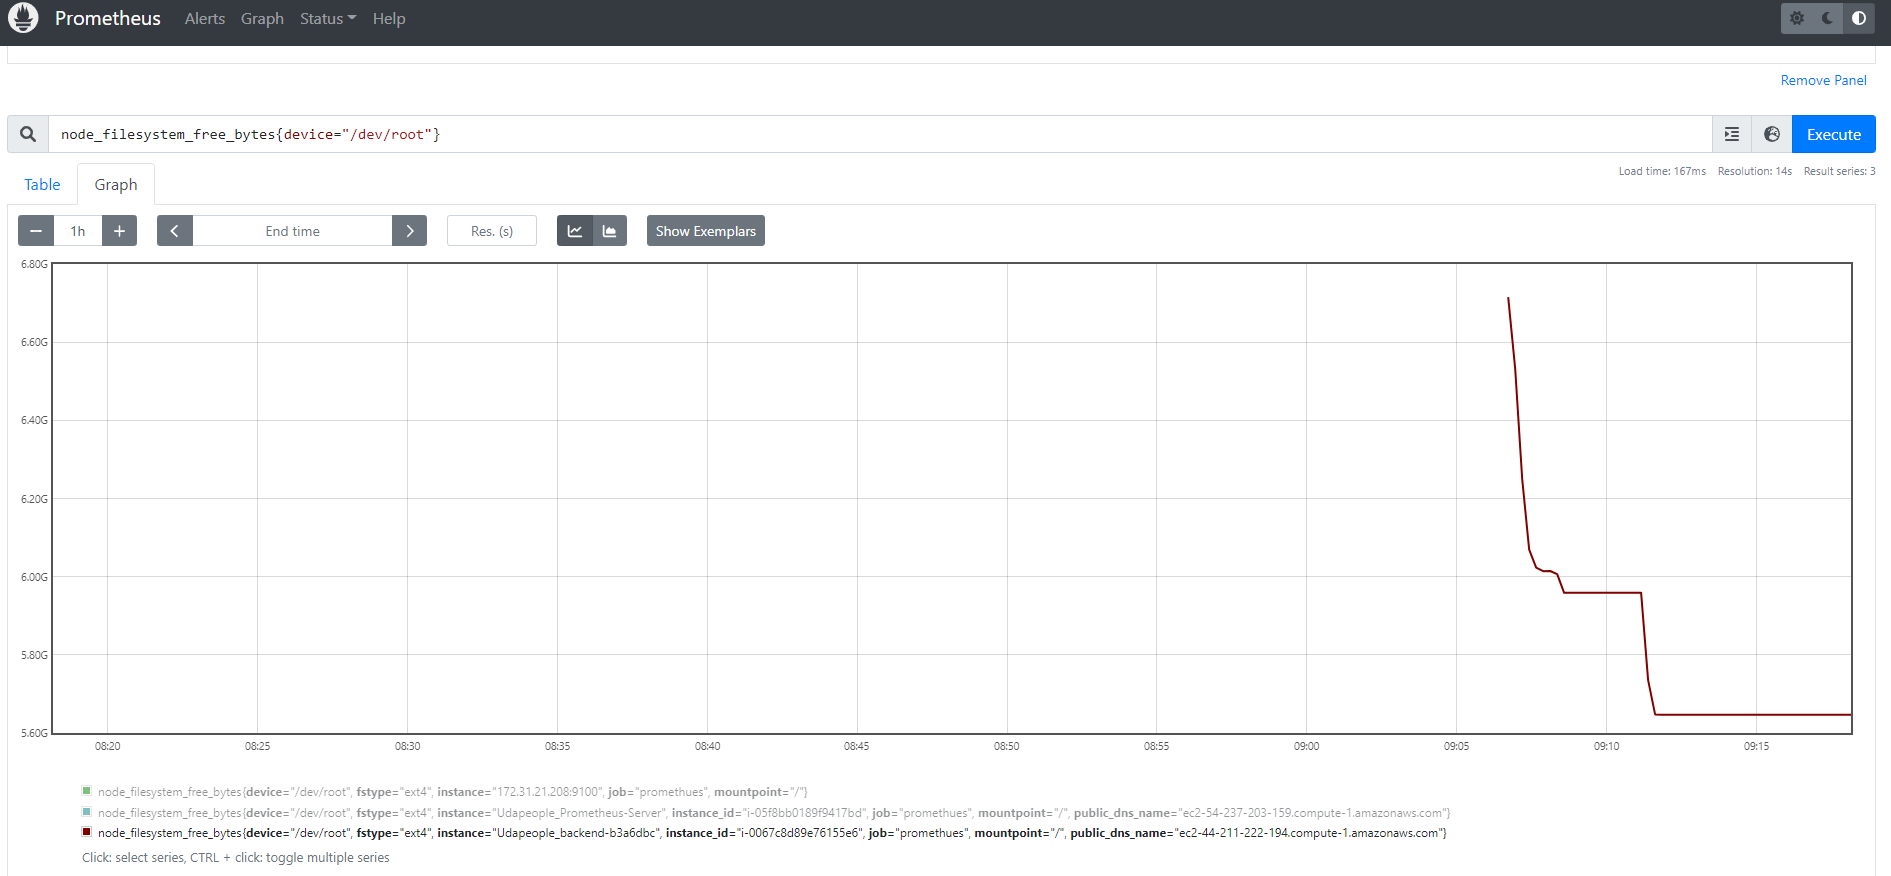 Prometheus Alerts Graph Status Help
Remove Panel
node_filesystem_free_bytes{device="/dev/root"}
Execute
Load time: 167ms Resolution: 14s Result series: 3
Table Graph
1h End time Res. (s) Show Exemplars
6.80G
6.60G
6.40G
6.20G
6.00G
5.80G
5.60G
08:20 08:25 08:30 08:35 08:40 08:45 08:50 08:55 09:00 09:05 09:10 09:15
node_filesystem_free_bytes{device="/dev/root", fstype="ext4", instance="172.31.21.208:9100", job="promethues", mountpoint="/"}
node_filesystem_free_bytes{device="/dev/root", fstype="ext4", instance="Udapeople_Prometheus-Server", instance_id="i-05f8bb0189f9417bd", job="promethues", mountpoint="/", public_dns_name="ec2-54-237-203-159.compute-1.amazonaws.com"}
node_filesystem_free_bytes{device="/dev/root", fstype="ext4", instance="Udapeople_backend-b3a6dbc", instance_id="i-0067c8d89e76155e6", job="promethues", mountpoint="/", public_dns_name="ec2-44-211-222-194.compute-1.amazonaws.com"}
Click: select series, CTRL + click: toggle multiple series